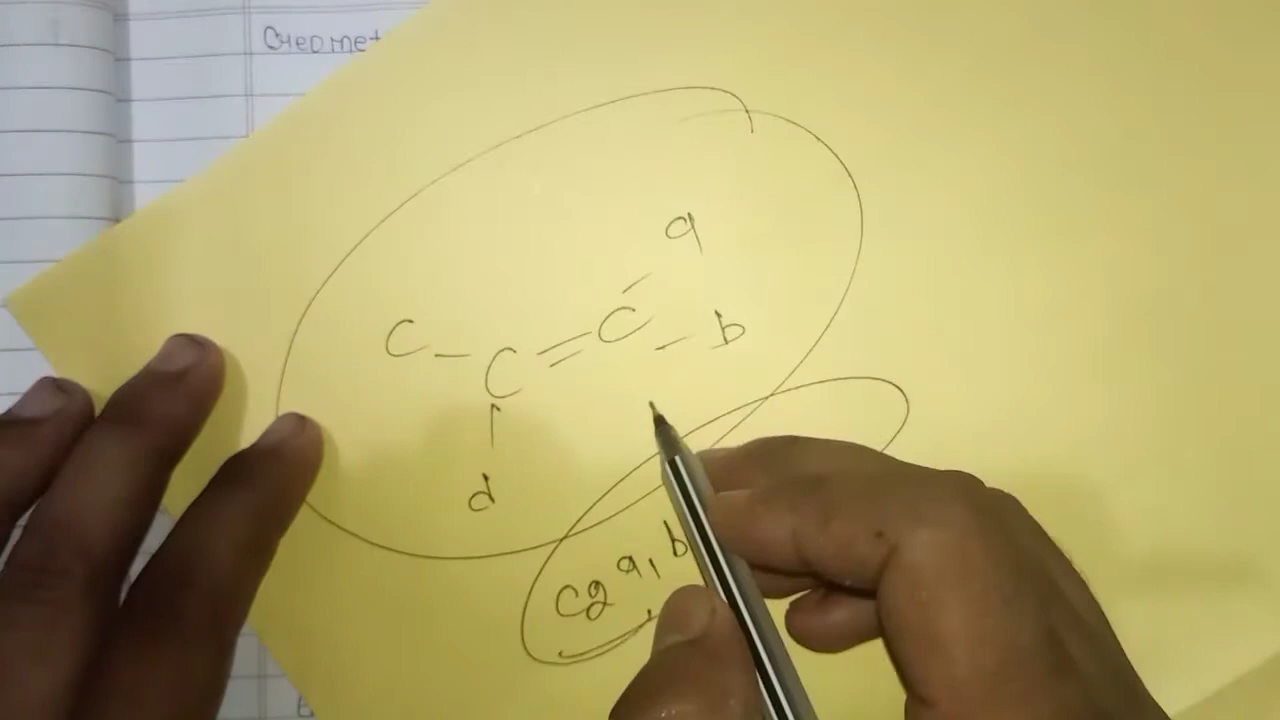 Geomet
a
C - C = C - b
d
C2 a, b